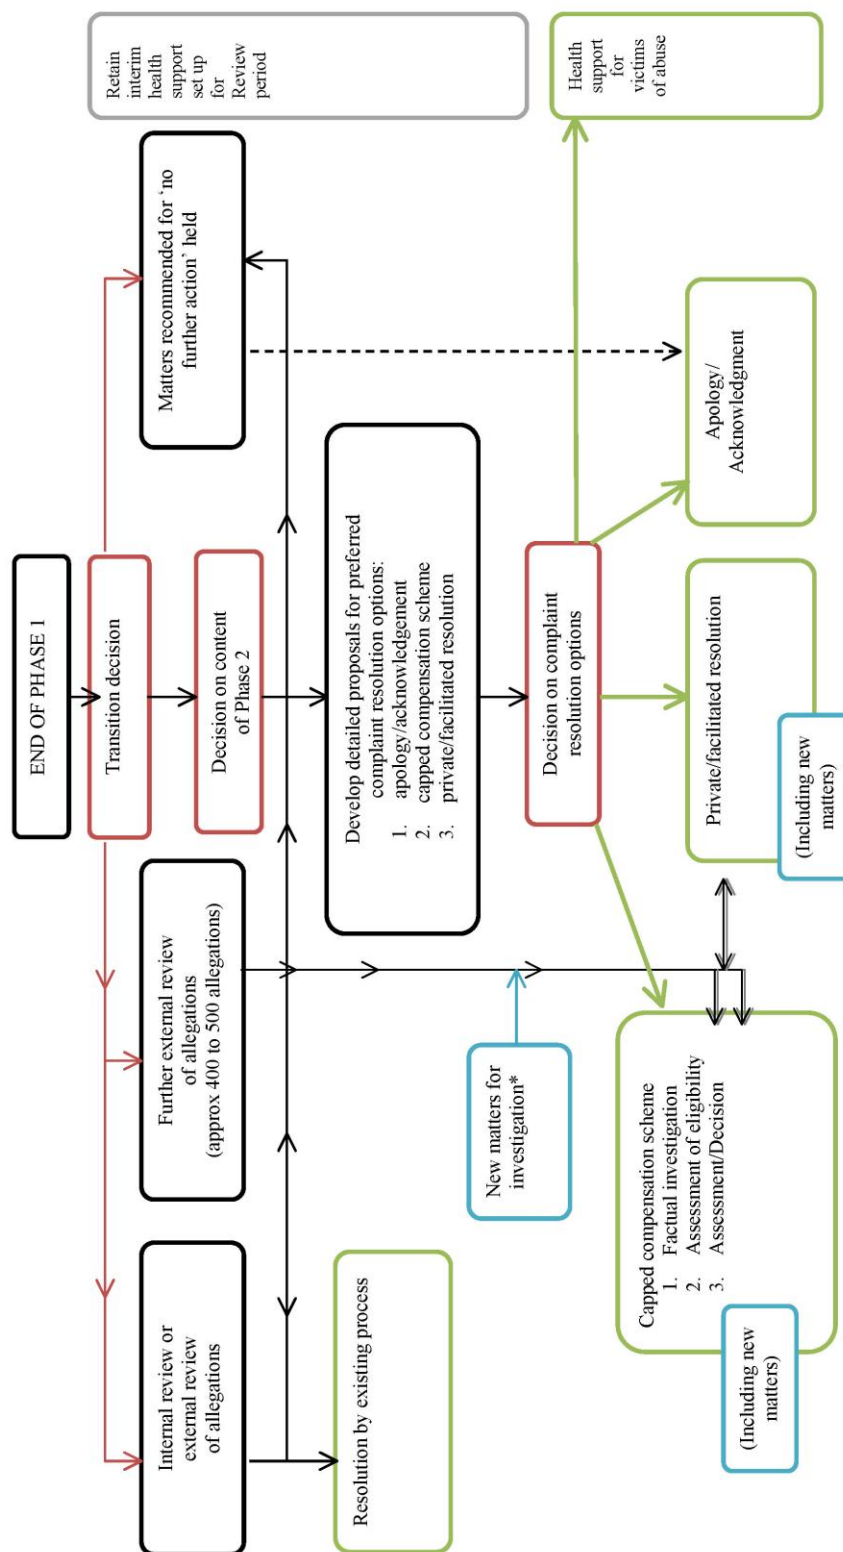 END OF PHASE 1
Transition decision
Decision on content
of Phase 2
Internal review or
external review
of allegations
Further external review
of allegations
(approx 400 to 500 allegations)
Matters recommended for ‘no
further action’ held
Retain
interim
health
support
set up
for
Review
period
Develop detailed proposals for preferred
complaint resolution options:
1. apology/acknowledgement
2. capped compensation scheme
3. private/facilitated resolution
Resolution by existing process
New matters for
investigation*
Decision on complaint
resolution options
Health
support
for
victims
of abuse
Capped compensation scheme
1. Factual investigation
2. Assessment of eligibility
3. Assessment/Decision
(Including new
matters)
Private/facilitated resolution
(Including new
matters)
Apology/
Acknowledgment